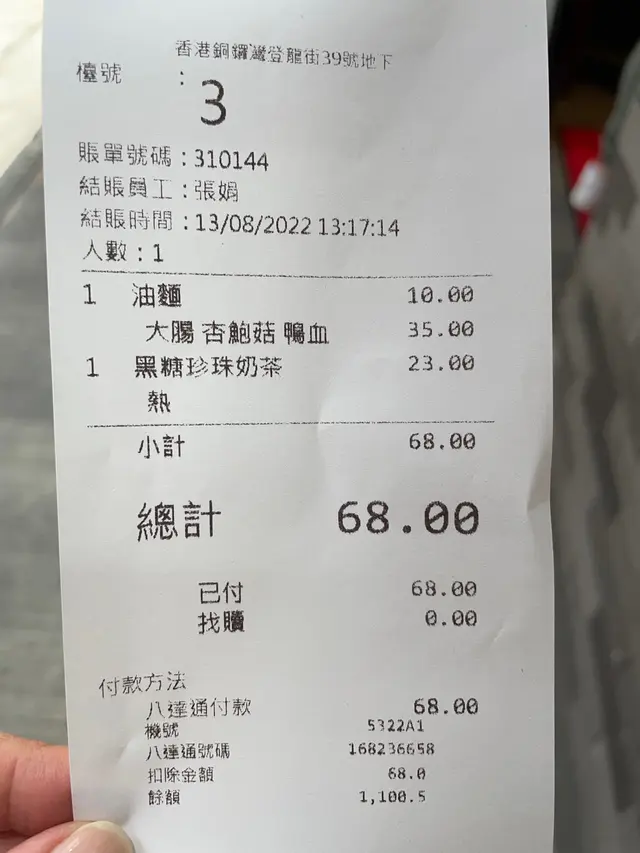 香港銅鑼灣登龍街39號地下
檯號 : 3
賬單號碼 : 310144
結賬員工 : 張娟
結賬時間 : 13/08/2022 13:17:14
人數 : 1
1 油麵 10.00
大腸 杏鮑菇 鴨血 35.00
1 黑糖珍珠奶茶 23.00
熱
小計 68.00
總計 68.00
已付 68.00
找贖 0.00
付款方法
八達通付款 68.00
機號 5322A1
八達通號碼 168236658
扣除金額 68.0
餘額 1,100.5